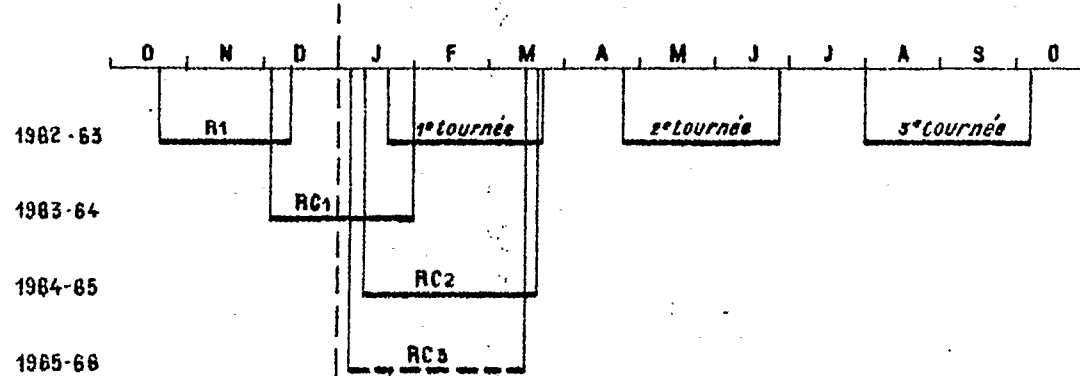 O N D J F M A M J J A S O
1962-63 R1 1e tournée 2e tournée 3e tournée
1963-64 RC1
1964-65 RC2
1965-66 RC3